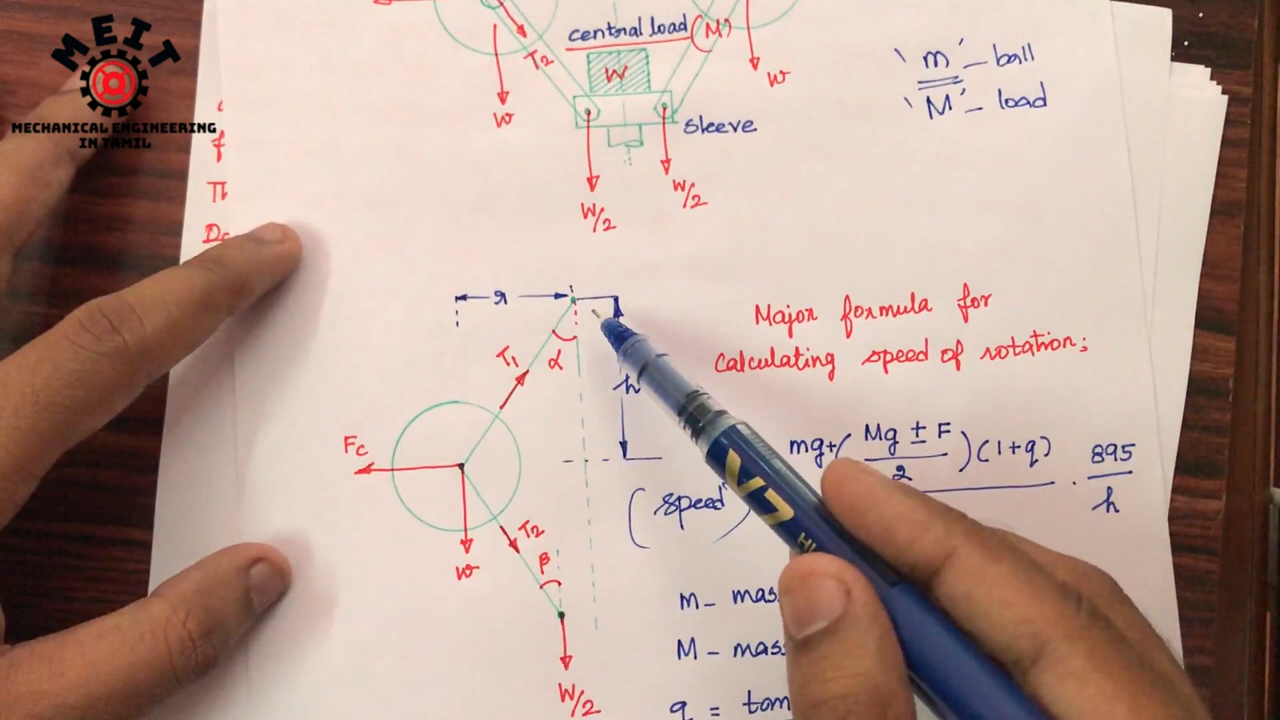 MEIT
MECHANICAL ENGINEERING
IN TAMIL
central load (M)
T2
W
w
w
sleeve
W/2
W/2
'm' - ball
'M' - load
r
T1
α
h
Fc
T2
β
w
W/2
Major formula for
calculating speed of rotation;
mg+(Mg ± F/2)(1+q) . 895/h
(speed)
m - mas
M - mas
q =
V7